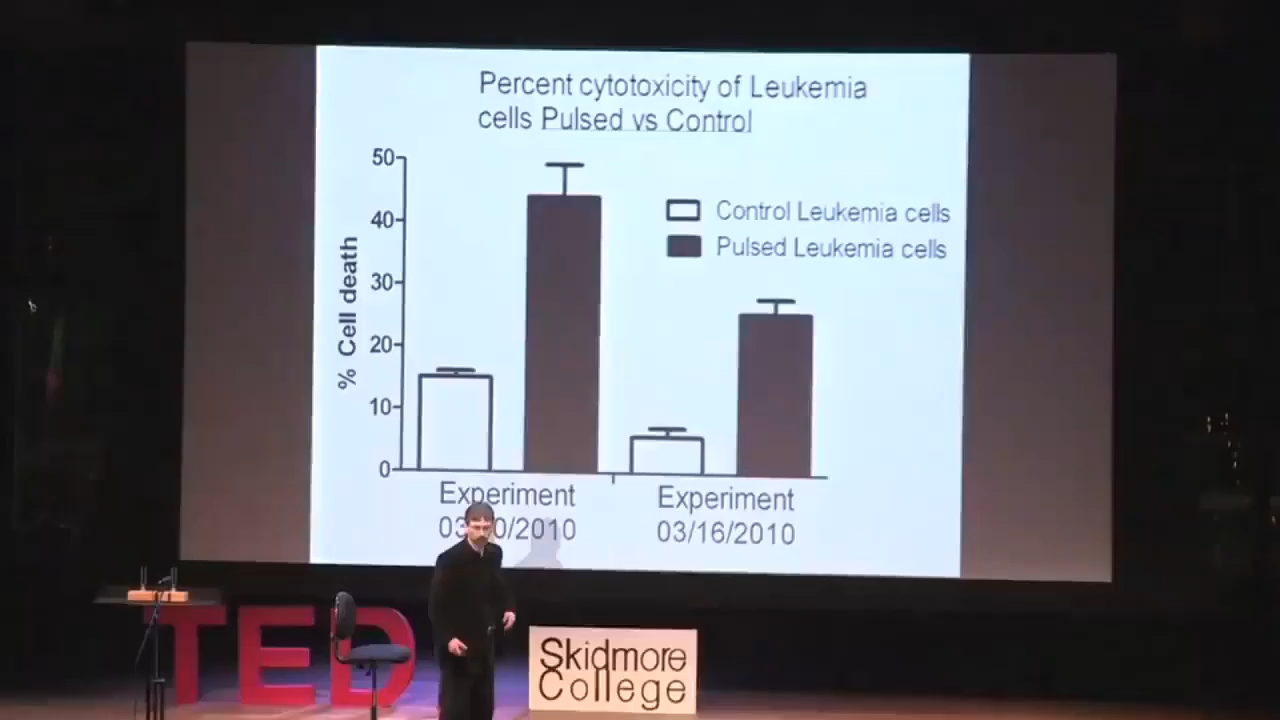 Percent cytotoxicity of Leukemia
cells Pulsed vs Control
50
40
30
20
10
0
% Cell death
Control Leukemia cells
Pulsed Leukemia cells
Experiment
Experiment
03/16/2010
TED
Skidmore
College